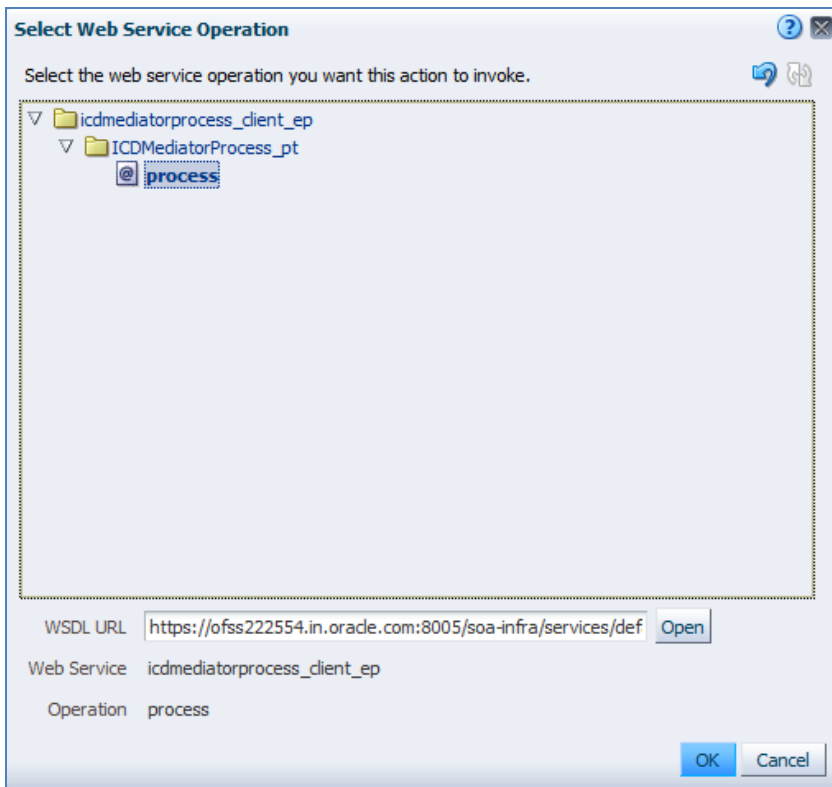 Select Web Service Operation
Select the web service operation you want this action to invoke.
icdmediatorprocess_client_ep
ICDMediatorProcess_pt
process
WSDL URL https://ofss222554.in.oracle.com:8005/soa-infra/services/def Open
Web Service icdmediatorprocess_client_ep
Operation process
OK Cancel